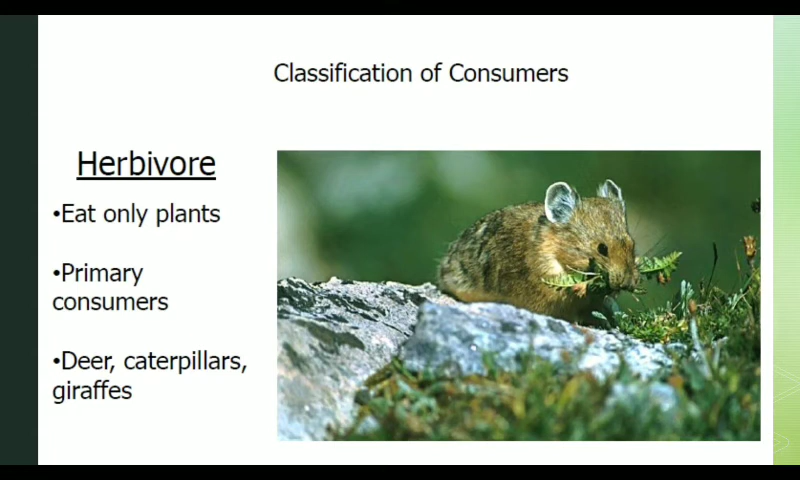 Classification of Consumers
Herbivore
•Eat only plants
•Primary
consumers
•Deer, caterpillars,
giraffes